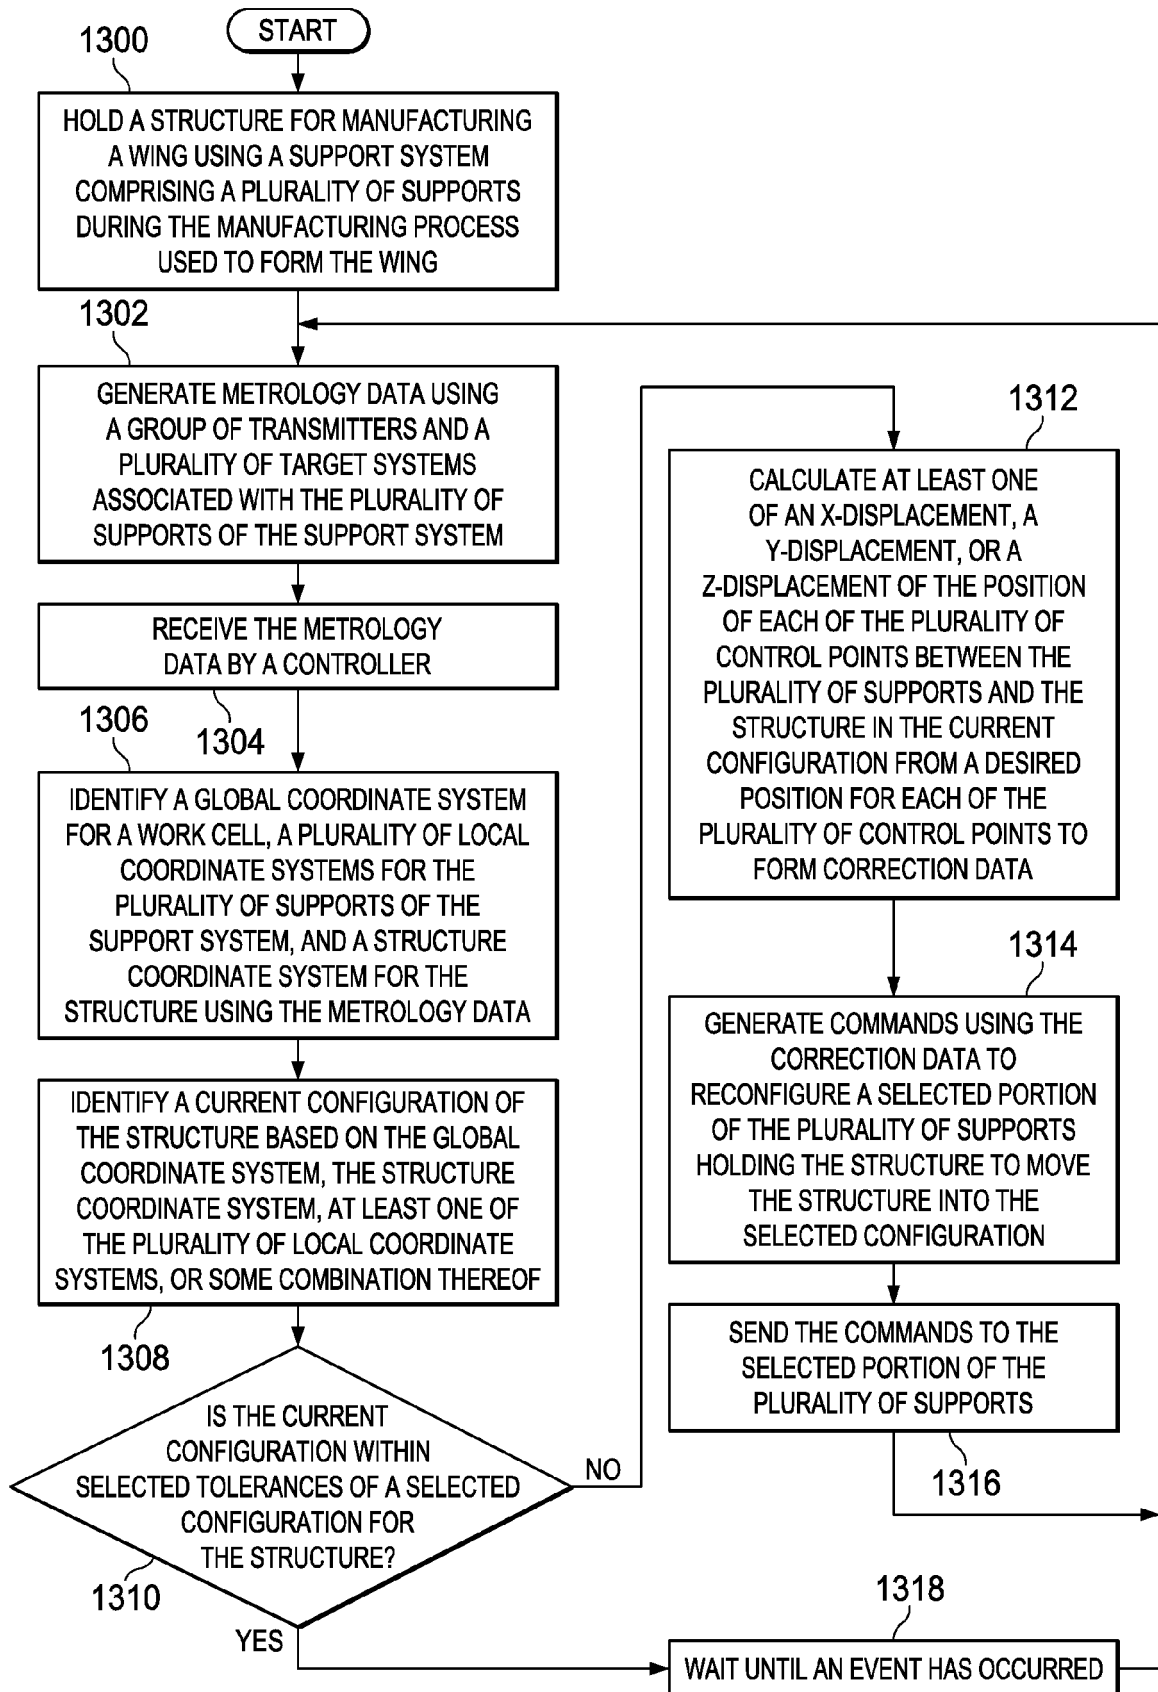 START
1300
HOLD A STRUCTURE FOR MANUFACTURING
A WING USING A SUPPORT SYSTEM
COMPRISING A PLURALITY OF SUPPORTS
DURING THE MANUFACTURING PROCESS
USED TO FORM THE WING
1302
GENERATE METROLOGY DATA USING
A GROUP OF TRANSMITTERS AND A
PLURALITY OF TARGET SYSTEMS
ASSOCIATED WITH THE PLURALITY OF
SUPPORTS OF THE SUPPORT SYSTEM
RECEIVE THE METROLOGY
DATA BY A CONTROLLER
1304
1306
IDENTIFY A GLOBAL COORDINATE SYSTEM
FOR A WORK CELL, A PLURALITY OF LOCAL
COORDINATE SYSTEMS FOR THE
PLURALITY OF SUPPORTS OF THE
SUPPORT SYSTEM, AND A STRUCTURE
COORDINATE SYSTEM FOR THE
STRUCTURE USING THE METROLOGY DATA
IDENTIFY A CURRENT CONFIGURATION OF
THE STRUCTURE BASED ON THE GLOBAL
COORDINATE SYSTEM, THE STRUCTURE
COORDINATE SYSTEM, AT LEAST ONE OF
THE PLURALITY OF LOCAL COORDINATE
SYSTEMS, OR SOME COMBINATION THEREOF
1308
IS THE CURRENT
CONFIGURATION WITHIN
SELECTED TOLERANCES OF A SELECTED
CONFIGURATION FOR
THE STRUCTURE?
1310
NO
YES
1312
CALCULATE AT LEAST ONE
OF AN X-DISPLACEMENT, A
Y-DISPLACEMENT, OR A
Z-DISPLACEMENT OF THE POSITION
OF EACH OF THE PLURALITY OF
CONTROL POINTS BETWEEN THE
PLURALITY OF SUPPORTS AND THE
STRUCTURE IN THE CURRENT
CONFIGURATION FROM A DESIRED
POSITION FOR EACH OF THE
PLURALITY OF CONTROL POINTS TO
FORM CORRECTION DATA
1314
GENERATE COMMANDS USING THE
CORRECTION DATA TO
RECONFIGURE A SELECTED PORTION
OF THE PLURALITY OF SUPPORTS
HOLDING THE STRUCTURE TO MOVE
THE STRUCTURE INTO THE
SELECTED CONFIGURATION
SEND THE COMMANDS TO THE
SELECTED PORTION OF THE
PLURALITY OF SUPPORTS
1316
1318
WAIT UNTIL AN EVENT HAS OCCURRED